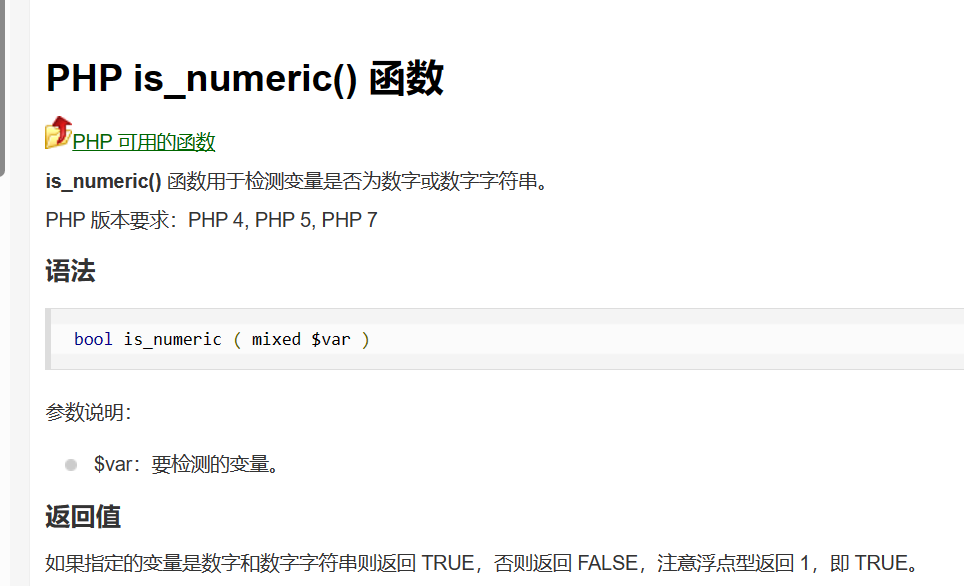 PHP is_numeric() 函数
PHP 可用的函数
is_numeric() 函数用于检测变量是否为数字或数字字符串。
PHP 版本要求：PHP 4, PHP 5, PHP 7
语法
bool is_numeric ( mixed $var )
参数说明：
$var：要检测的变量。
返回值
如果指定的变量是数字和数字字符串则返回 TRUE，否则返回 FALSE，注意浮点型返回 1，即 TRUE。